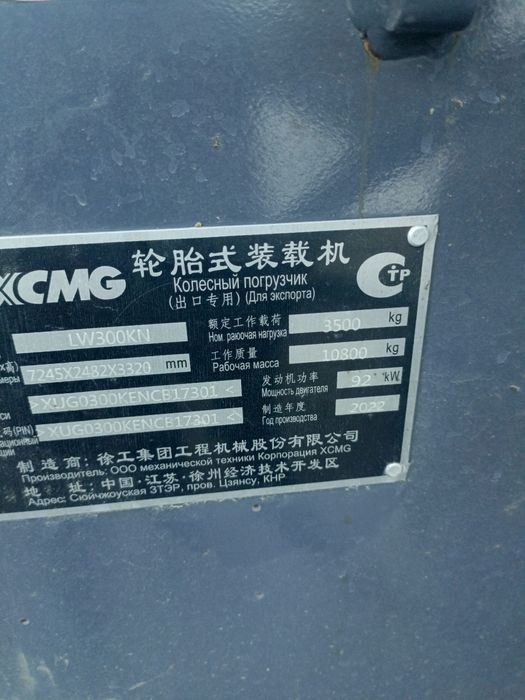 XCMG 轮胎式装载机
Колесный погрузчик
(出口专用) (Для экспорта)
СТР
LW300KN
额定工作载荷 3500 kg
Ном. раючая нагрузка
7245X2482X3320 mm
工作质量 10800 kg
Рабочая масса
XUG0300KENCB17301 <
发动机功率 92 kW
Мощность двигателя
(PIN) XUG0300KENCB17301 <
制造年度 2022
Год производства
制造商: 徐工集团工程机械股份有限公司
Производитель: ООО механической техники Корпорация XCMG
地 址: 中国·江苏·徐州经济技术开发区
Адрес: Сюйчжоуская ЗТЭР, пров. Цзянсу, КНР